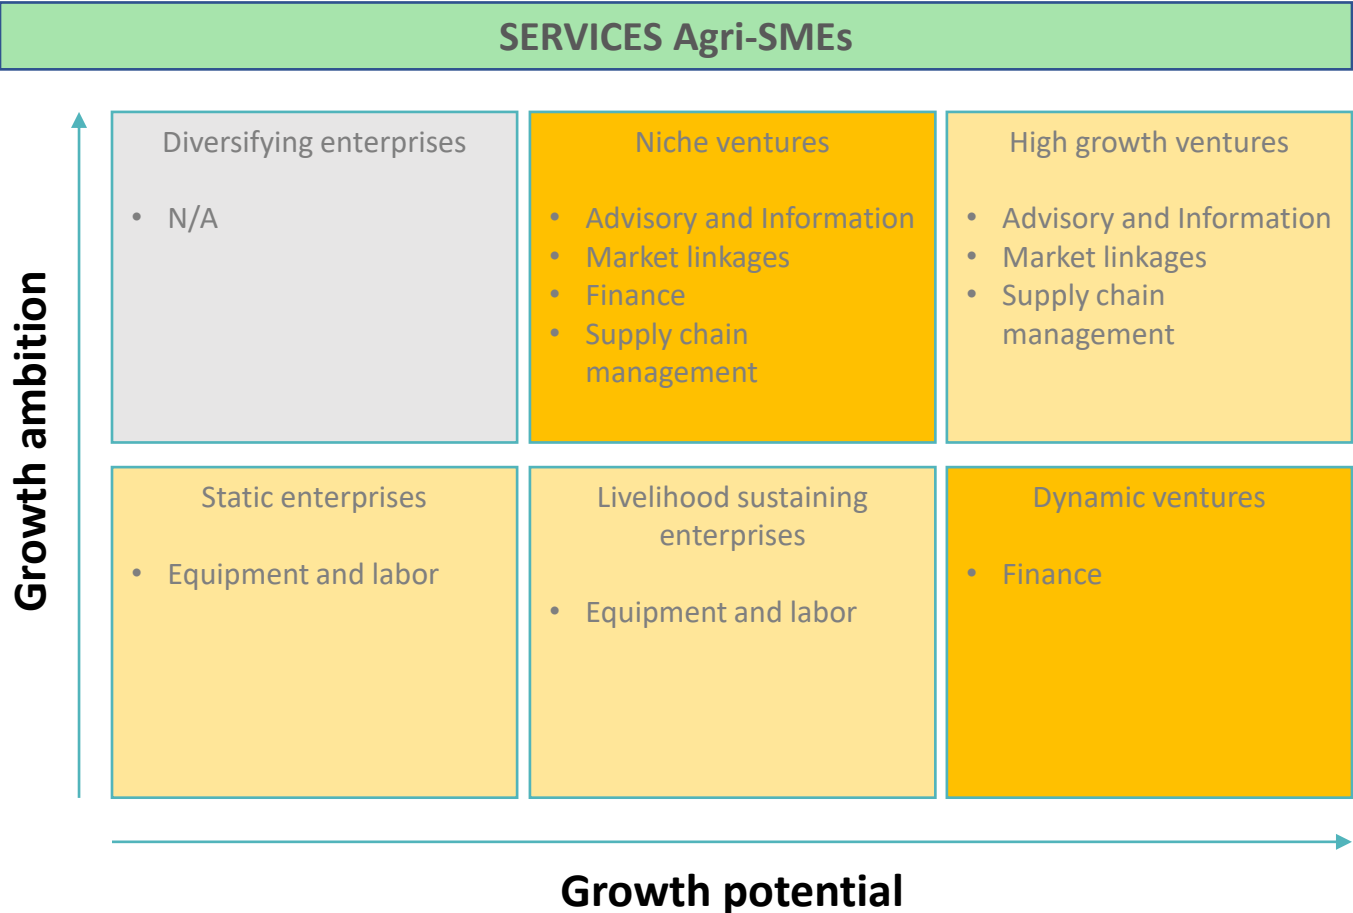 SERVICES Agri-SMEs
Growth ambition
Diversifying enterprises
• N/A
Niche ventures
• Advisory and Information
• Market linkages
• Finance
• Supply chain
management
High growth ventures
• Advisory and Information
• Market linkages
• Supply chain
management
Static enterprises
• Equipment and labor
Livelihood sustaining
enterprises
• Equipment and labor
Dynamic ventures
• Finance
Growth potential